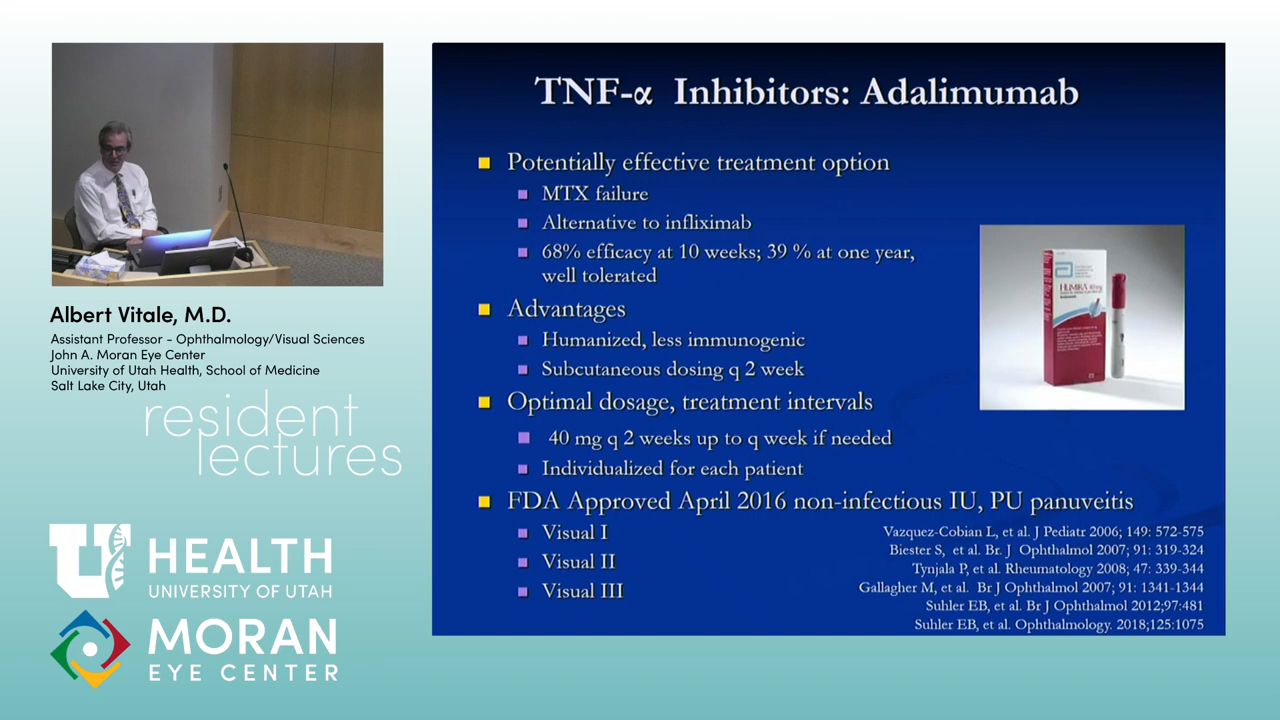 TNF-α Inhibitors: Adalimumab
Potentially effective treatment option
MTX failure
Alternative to infliximab
68% efficacy at 10 weeks; 39 % at one year,
well tolerated
Advantages
Humanized, less immunogenic
Subcutaneous dosing q 2 week
Optimal dosage, treatment intervals
40 mg q 2 weeks up to q week if needed
Individualized for each patient
FDA Approved April 2016 non-infectious IU, PU panuveitis
Visual I
Visual II
Visual III
Vazquez-Cobian L, et al. J Pediatr 2006; 149: 572-575
Biester S, et al. Br. J Ophthalmol 2007; 91: 319-324
Tynjala P, et al. Rheumatology 2008; 47: 339-344
Gallagher M, et al. Br J Ophthalmol 2007; 91: 1341-1344
Suhler EB, et al. Br J Ophthalmol 2012;97:481
Suhler EB, et al. Ophthalmology. 2018;125:1075
HUMIRA
Albert Vitale, M.D.
Assistant Professor - Ophthalmology/Visual Sciences
John A. Moran Eye Center
University of Utah Health, School of Medicine
Salt Lake City, Utah
resident
lectures
U HEALTH
UNIVERSITY OF UTAH
MORAN
EYE CENTER